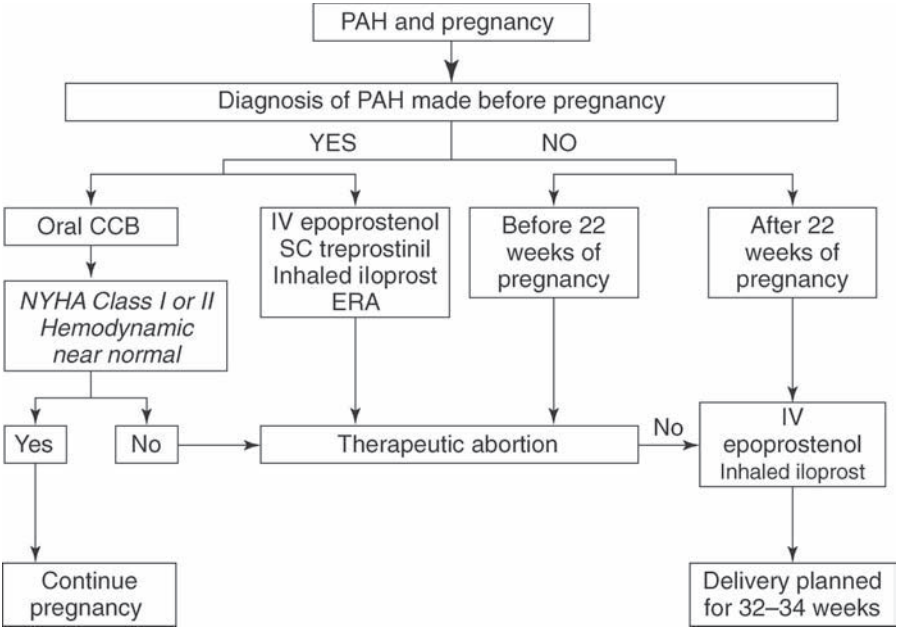 PAH and pregnancy
Diagnosis of PAH made before pregnancy
YES
NO
Oral CCB
IV epoprostenol
SC treprostinil
Inhaled iloprost
ERA
Before 22
weeks of
pregnancy
After 22
weeks of
pregnancy
NYHA Class I or II
Hemodynamic
near normal
Yes
No
Therapeutic abortion
No
IV
epoprostenol
Inhaled iloprost
Continue
pregnancy
Delivery planned
for 32–34 weeks